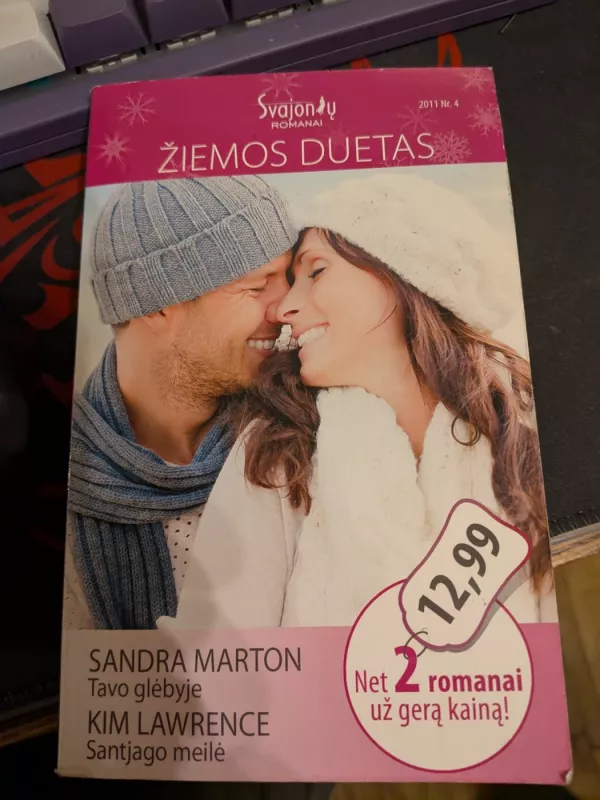 Svajonių
ROMANAI
2011 Nr. 4
ŽIEMOS DUETAS
12,99
Net 2 romanai
už gerą kainą!
SANDRA MARTON
Tavo glėbyje
KIM LAWRENCE
Santjago meilė